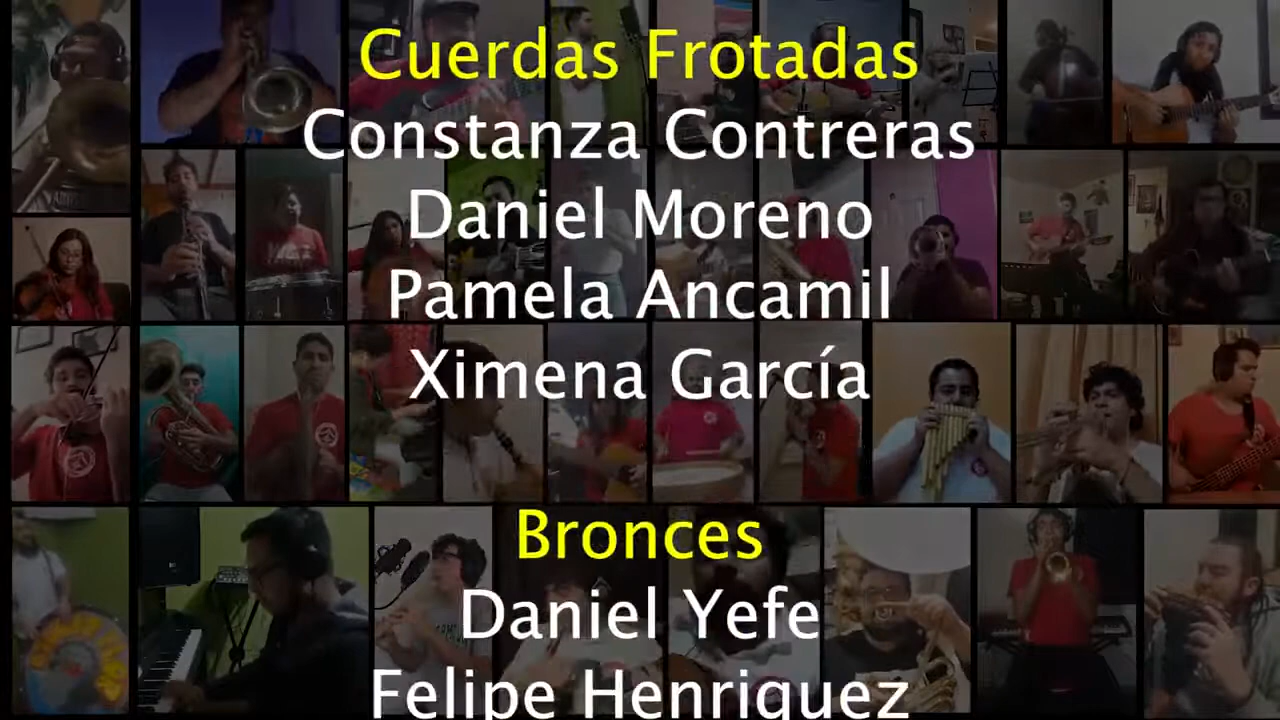 Cuerdas Frotadas
Constanza Contreras
Daniel Moreno
Pamela Ancamil
Ximena García
Bronces
Daniel Yefe
Felipe Henriquez